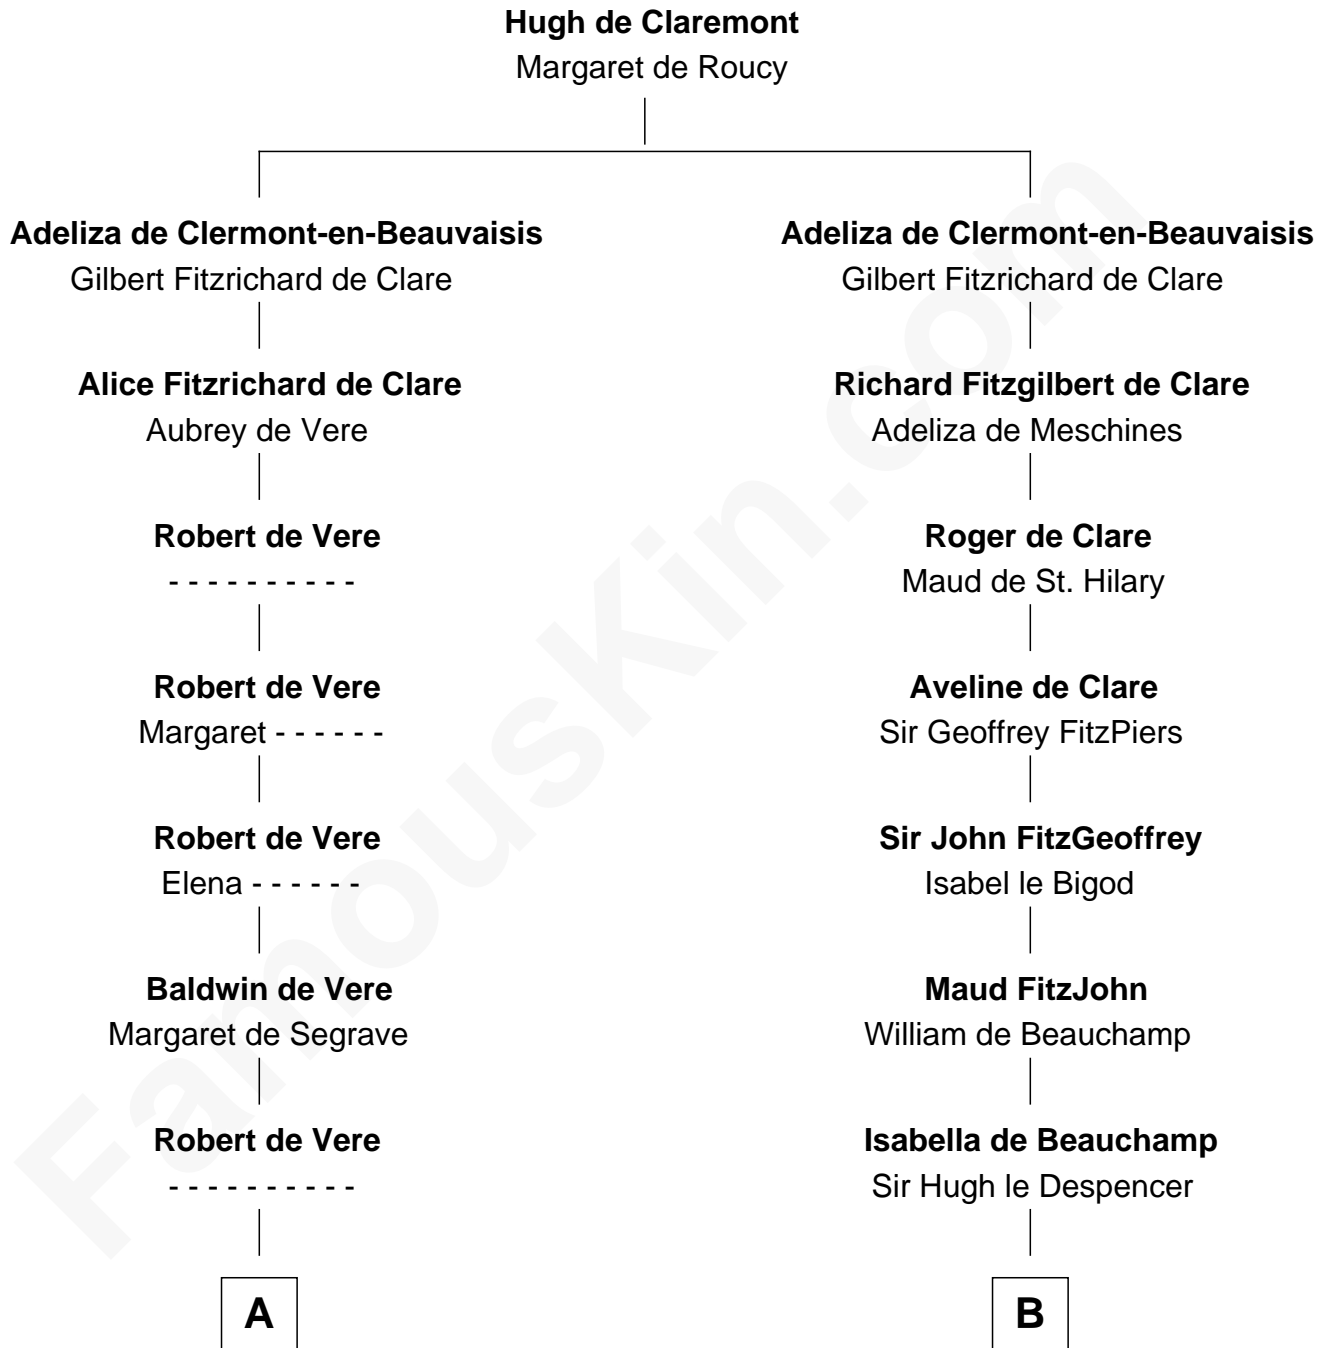 Hugh de Claremont
Margaret de Roucy
Adeliza de Clermont-en-Beauvaisis
Gilbert Fitzrichard de Clare
Alice Fitzrichard de Clare
Aubrey de Vere
Robert de Vere
- - - - - - - - - -
Robert de Vere
Margaret - - - - - -
Robert de Vere
Elena - - - - - -
Baldwin de Vere
Margaret de Segrave
Robert de Vere
- - - - - - - - - -
A
Adeliza de Clermont-en-Beauvaisis
Gilbert Fitzrichard de Clare
Richard Fitzgilbert de Clare
Adeliza de Meschines
Roger de Clare
Maud de St. Hilary
Aveline de Clare
Sir Geoffrey FitzPiers
Sir John FitzGeoffrey
Isabel le Bigod
Maud FitzJohn
William de Beauchamp
Isabella de Beauchamp
Sir Hugh le Despencer
B
FamousKin.com